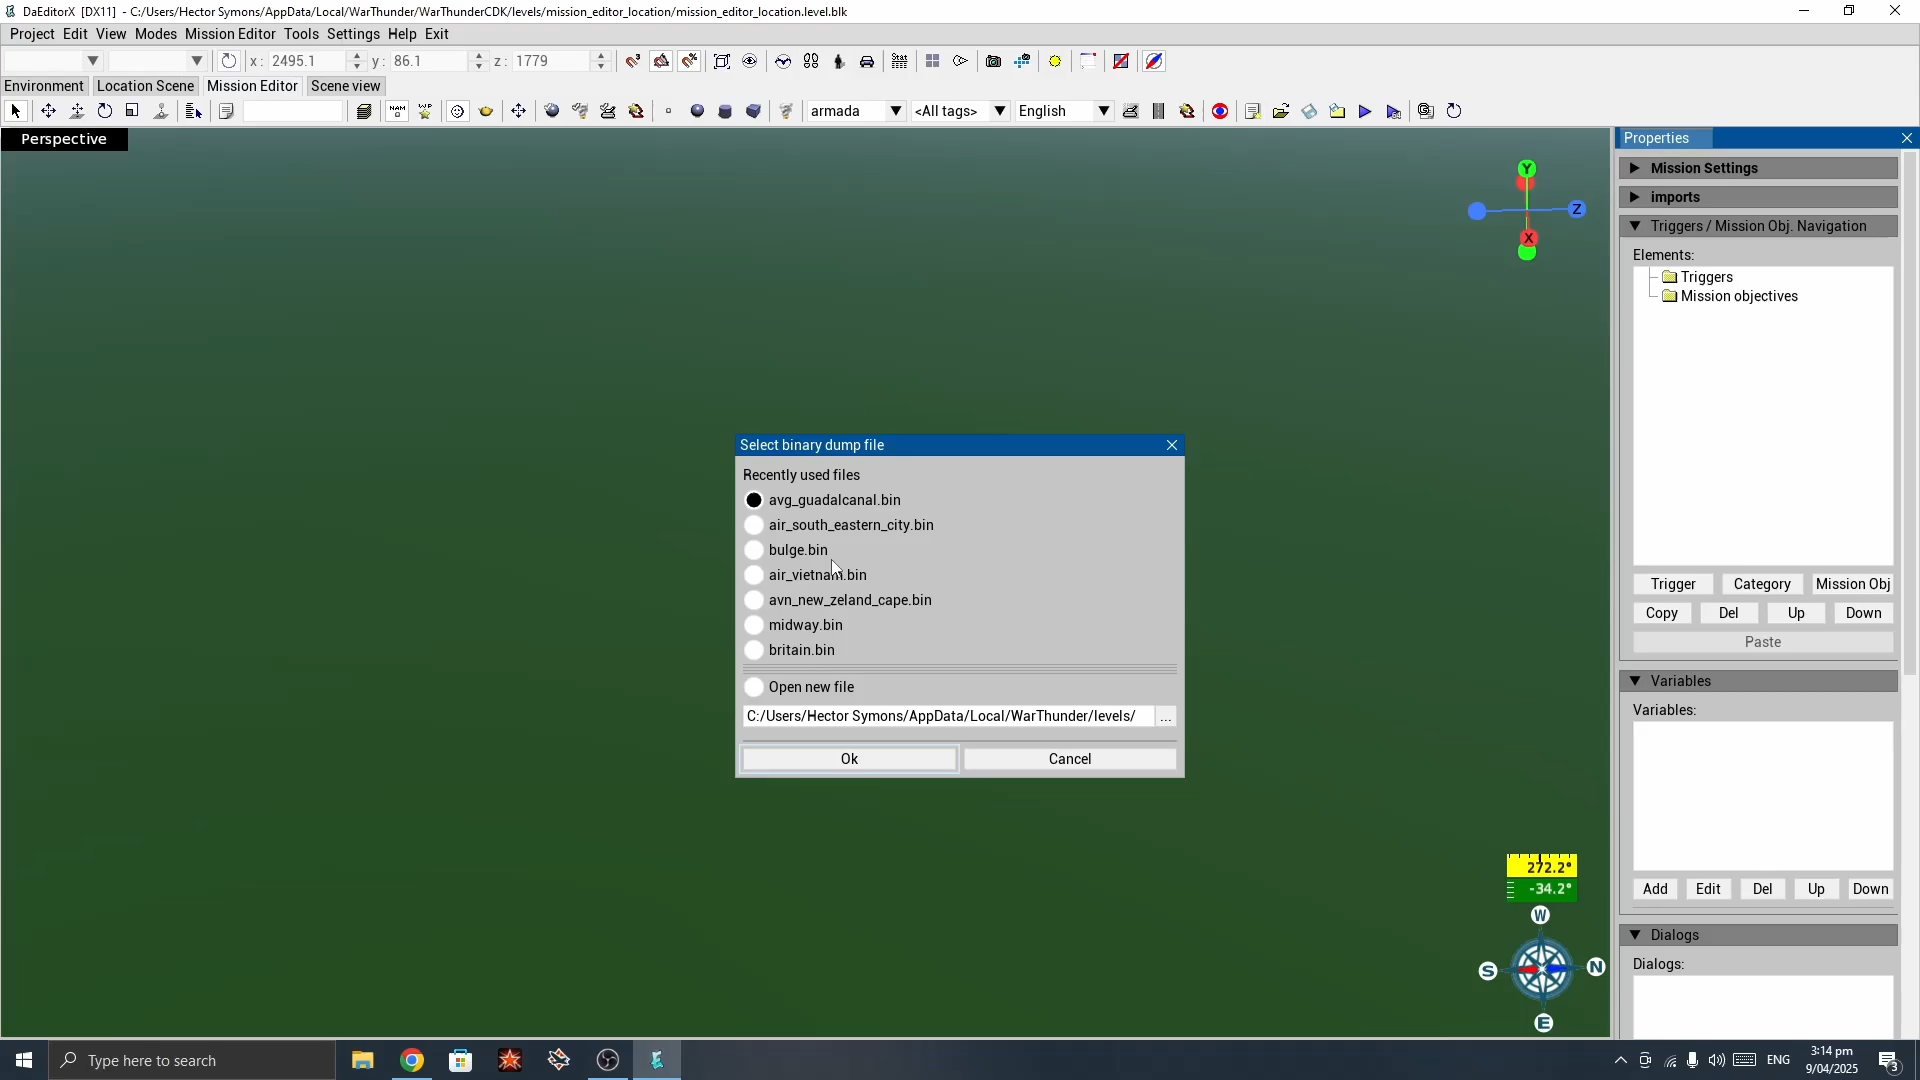 DaEditorX [DX11] - C:/Users/Hector Symons/AppData/Local/WarThunder/WarThunderCDK/levels/mission_editor_location/mission_editor_location.level.blk
Project Edit View Modes Mission Editor Tools Settings Help Exit
x : 2495.1 y : 86.1 z : 1779
Environment Location Scene Mission Editor Scene view
armada <All tags> English
Perspective
Properties
Mission Settings
imports
Triggers / Mission Obj. Navigation
Elements:
Triggers
Mission objectives
Y
Z
X
Select binary dump file
Recently used files
avg_guadalcanal.bin
air_south_eastern_city.bin
bulge.bin
air_vietnam.bin
avn_new_zeland_cape.bin
midway.bin
britain.bin
Open new file
C:/Users/Hector Symons/AppData/Local/WarThunder/levels/ ...
Ok Cancel
Trigger Category Mission Obj
Copy Del Up Down
Paste
Variables
Variables:
Add Edit Del Up Down
Dialogs
Dialogs:
272.2°
-34.2°
W
S N
E
Type here to search
ENG
3:14 pm
9/04/2025
3